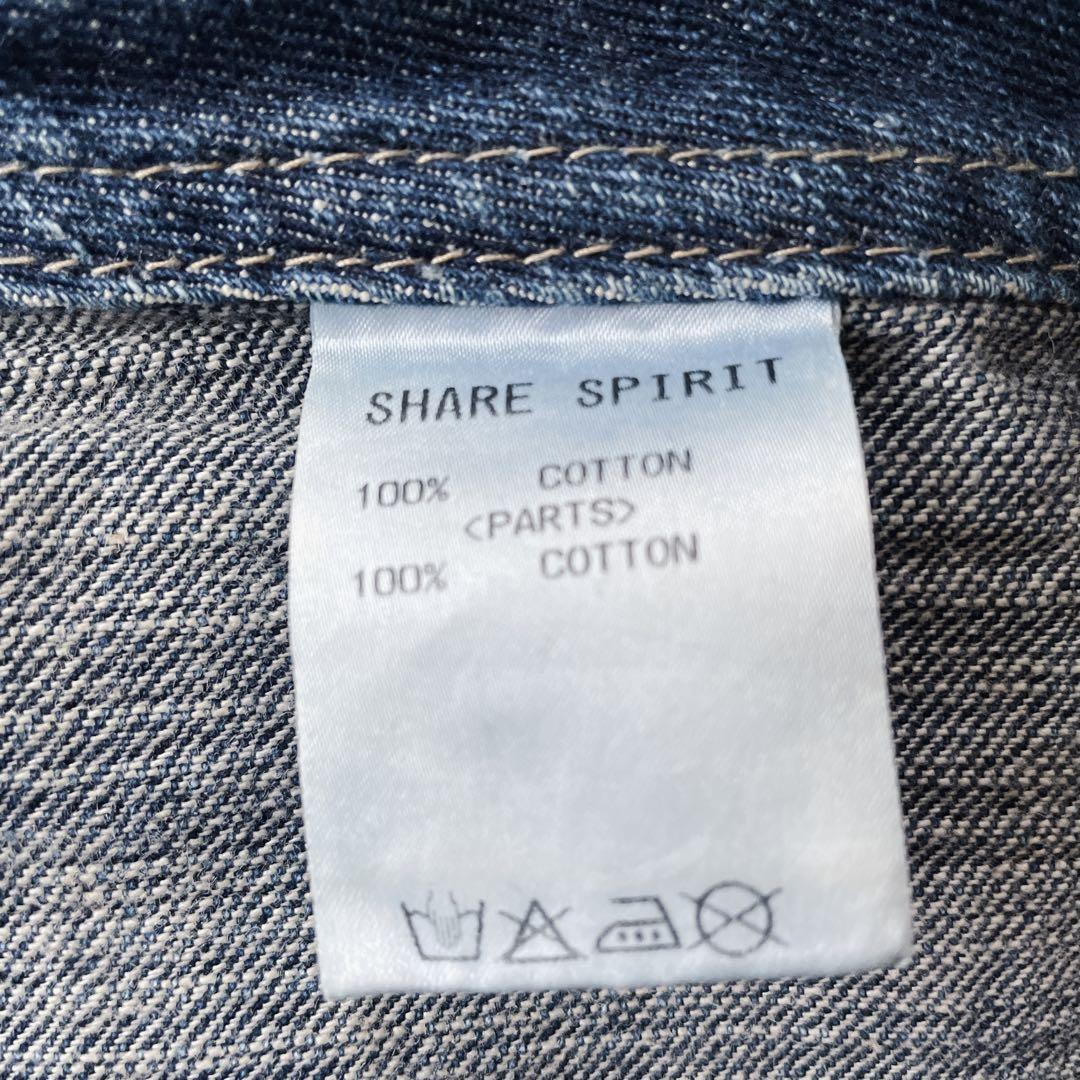 SHARE SPIRIT
100% COTTON
<PARTS>
100% COTTON